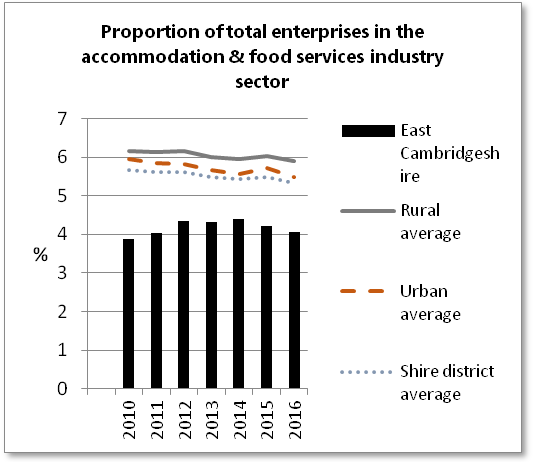 Proportion of total enterprises in the
accommodation & food services industry
sector
7
6
5
4
3
2
1
0
%
2010
2011
2012
2013
2014
2015
2016
East
Cambridgesh
ire
Rural
average
Urban
average
Shire district
average